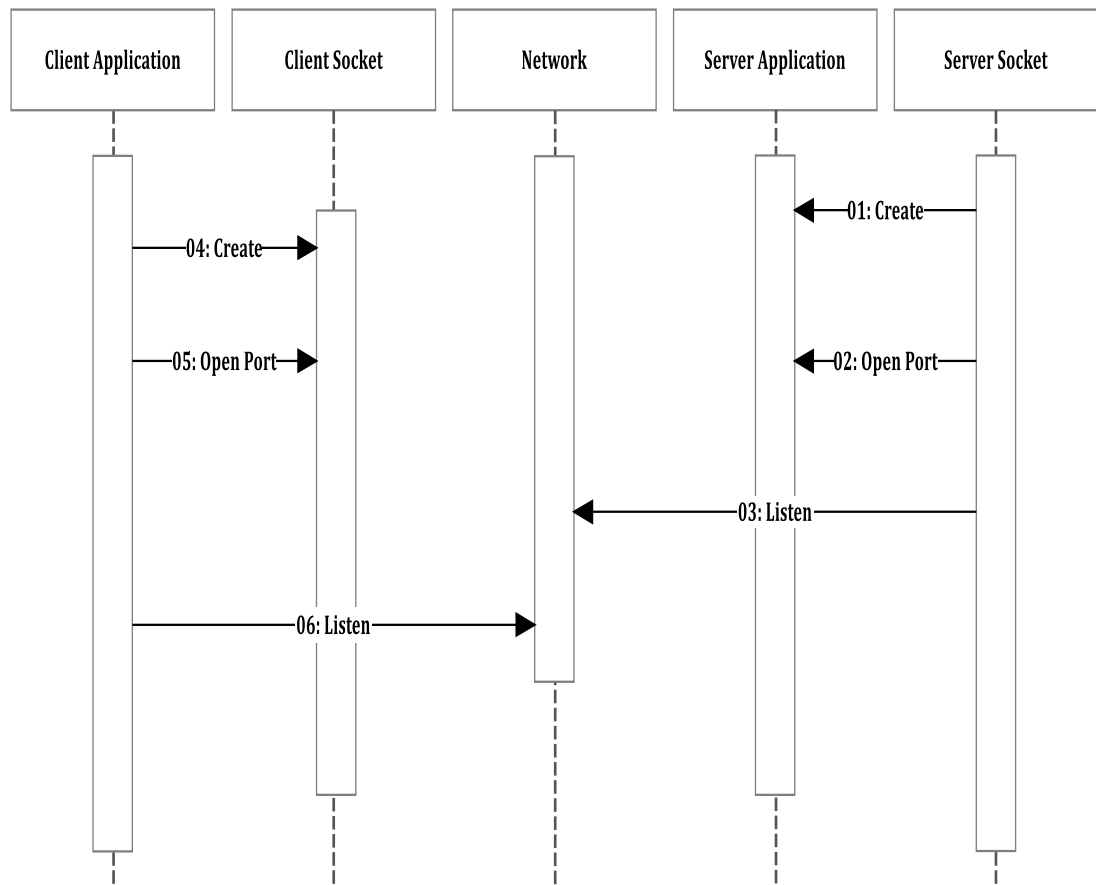 Client Application
Client Socket
Network
Server Application
Server Socket
01: Create
04: Create
05: Open Port
02: Open Port
03: Listen
06: Listen